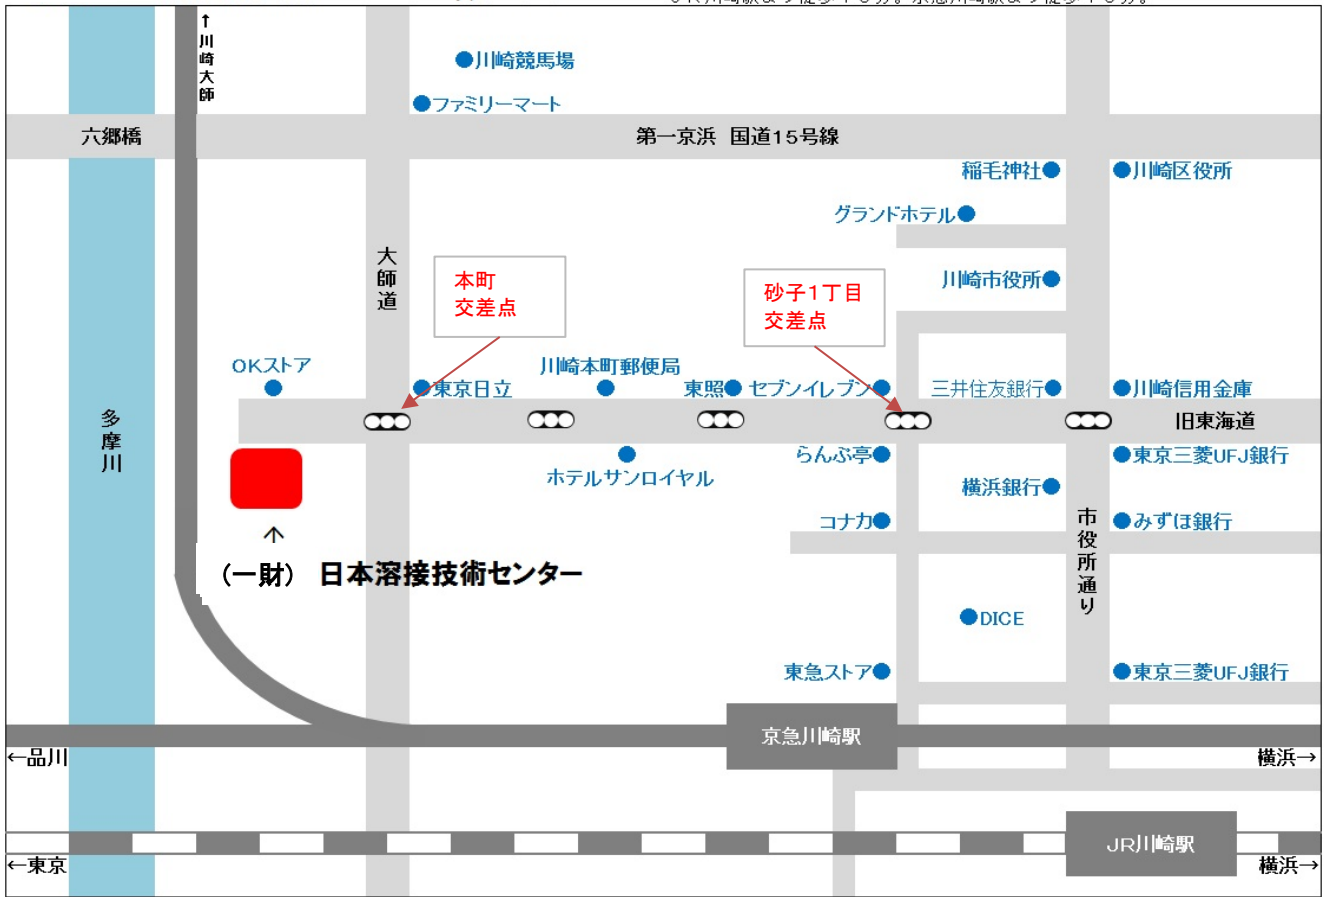 ↑川崎大師
川崎競馬場
ファミリーマート
六郷橋
第一京浜 国道15号線
稲毛神社
川崎区役所
グランドホテル
大師道
本町
交差点
砂子1丁目
交差点
川崎市役所
OKストア
川崎本町郵便局
東京日立
東照
セブンイレブン
三井住友銀行
川崎信用金庫
多摩川
旧東海道
らんぷ亭
東京三菱UFJ銀行
ホテルサンロイヤル
横浜銀行
コナカ
市役所通り
みずほ銀行
↑
(一財) 日本溶接技術センター
DICE
東急ストア
東京三菱UFJ銀行
京急川崎駅
←品川
横浜→
JR川崎駅
←東京
横浜→